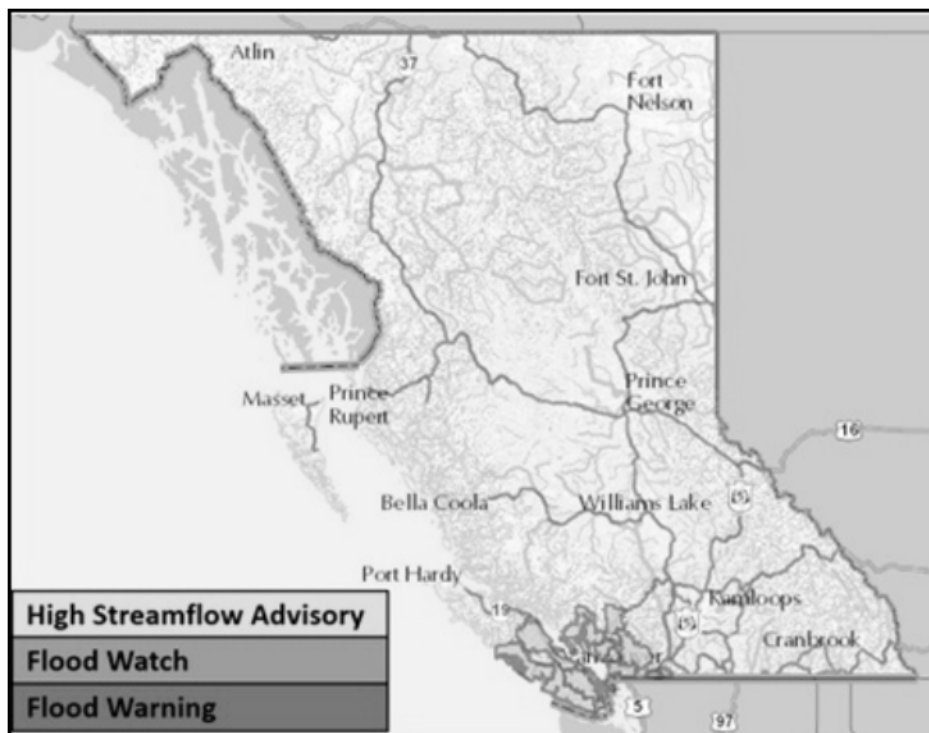 Atlin
37
Fort
Nelson
Fort St. John
Masset
Prince
Rupert
Prince
George
16
Bella Coola
Williams Lake
Port Hardy
19
Kamloops
Cranbrook
5
97
High Streamflow Advisory
Flood Watch
Flood Warning